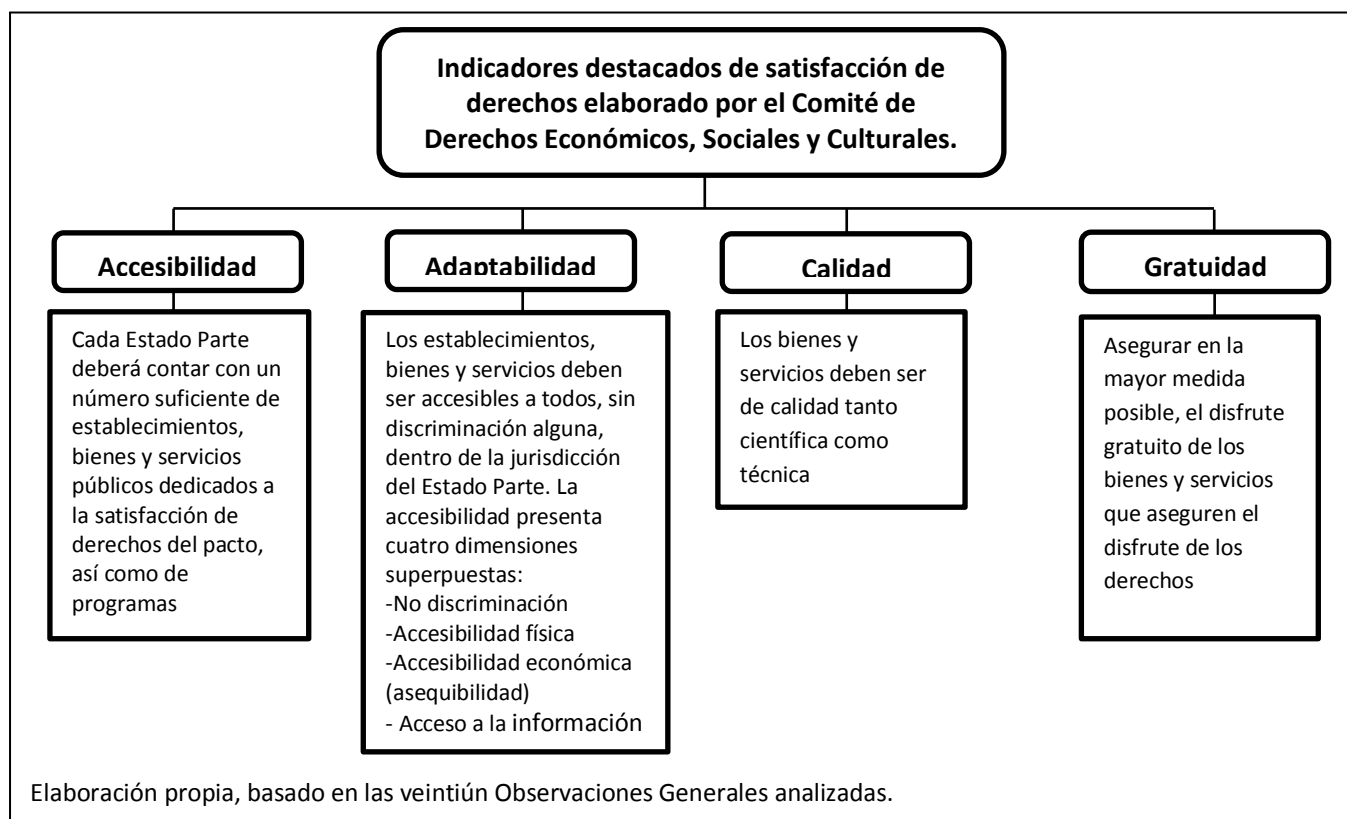 Indicadores destacados de satisfacción de
derechos elaborado por el Comité de
Derechos Económicos, Sociales y Culturales.
Accesibilidad
Cada Estado Parte
deberá contar con un
número suficiente de
establecimientos,
bienes y servicios
públicos dedicados a
la satisfacción de
derechos del pacto,
así como de
programas
Adaptabilidad
Los establecimientos,
bienes y servicios deben
ser accesibles a todos, sin
discriminación alguna,
dentro de la jurisdicción
del Estado Parte. La
accesibilidad presenta
cuatro dimensiones
superpuestas:
-No discriminación
-Accesibilidad física
-Accesibilidad económica
(asequibilidad)
- Acceso a la información
Calidad
Los bienes y
servicios deben ser
de calidad tanto
científica como
técnica
Gratuidad
Asegurar en la
mayor medida
posible, el disfrute
gratuito de los
bienes y servicios
que aseguren el
disfrute de los
derechos
Elaboración propia, basado en las veintiún Observaciones Generales analizadas.